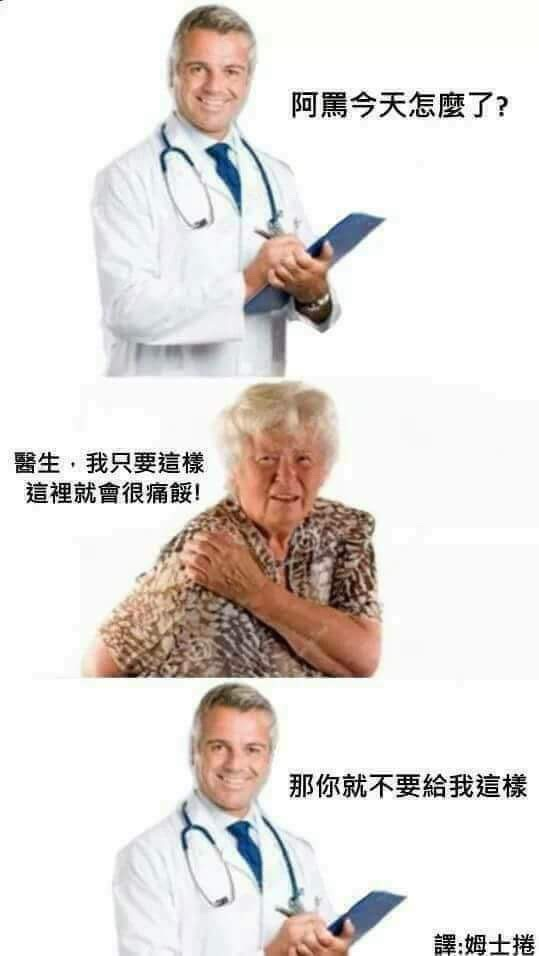 阿罵今天怎麼了?
醫生，我只要這樣
這裡就會很痛餒!
那你就不要給我這樣
譯:姆士捲